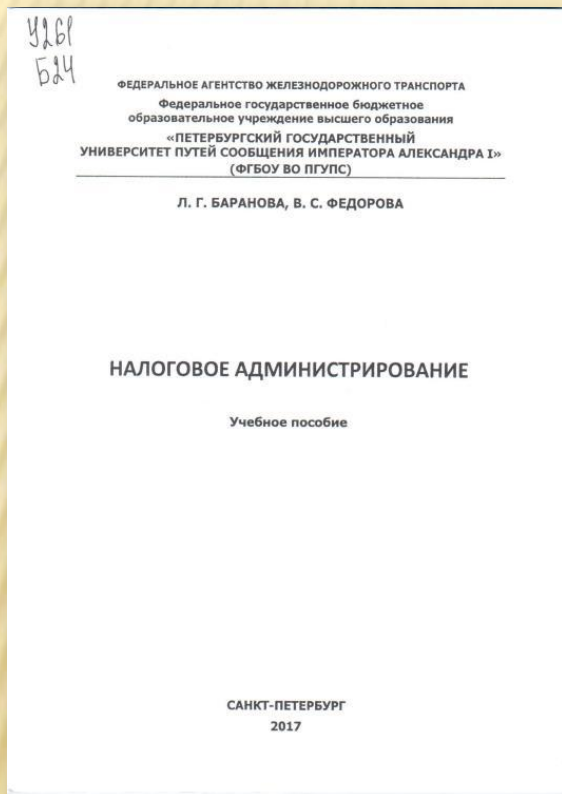 У261
Б24
ФЕДЕРАЛЬНОЕ АГЕНТСТВО ЖЕЛЕЗНОДОРОЖНОГО ТРАНСПОРТА
Федеральное государственное бюджетное
образовательное учреждение высшего образования
«ПЕТЕРБУРГСКИЙ ГОСУДАРСТВЕННЫЙ
УНИВЕРСИТЕТ ПУТЕЙ СООБЩЕНИЯ ИМПЕРАТОРА АЛЕКСАНДРА I»
(ФГБОУ ВО ПГУПС)
Л. Г. БАРАНОВА, В. С. ФЕДОРОВА
НАЛОГОВОЕ АДМИНИСТРИРОВАНИЕ
Учебное пособие
САНКТ-ПЕТЕРБУРГ
2017